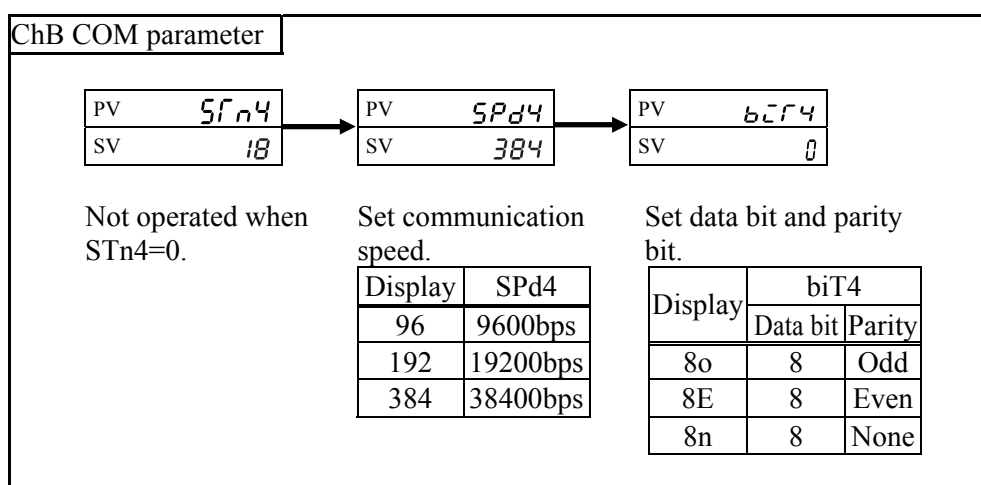 ChB COM parameter
PV STn4
SV 18
PV SPd4
SV 384
PV biT4
SV 0
Not operated when
STn4=0.
Set communication
speed.
Display SPd4
96 9600bps
192 19200bps
384 38400bps
Set data bit and parity
bit.
Display biT4
Data bit Parity
8o 8 Odd
8E 8 Even
8n 8 None